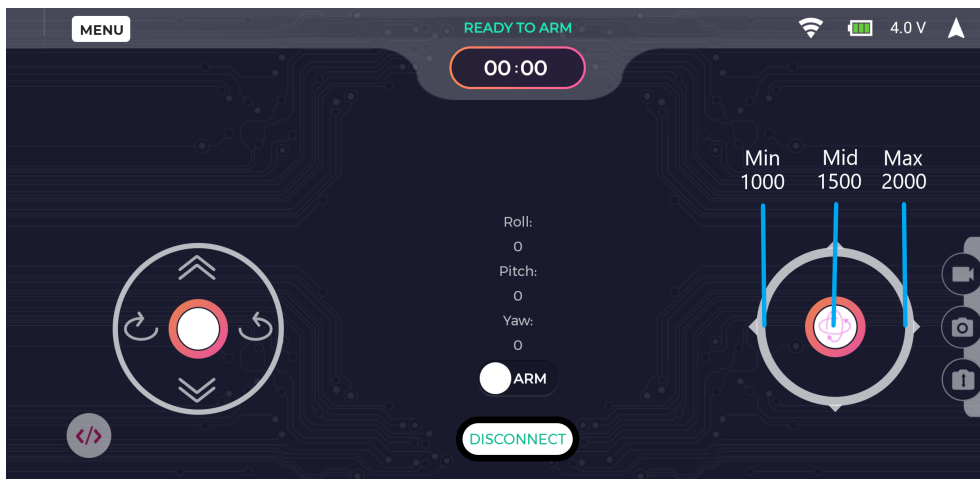 MENU
READY TO ARM
4.0 V
00:00
Min Mid Max
1000 1500 2000
Roll:
0
Pitch:
0
Yaw:
0
ARM
</>
DISCONNECT